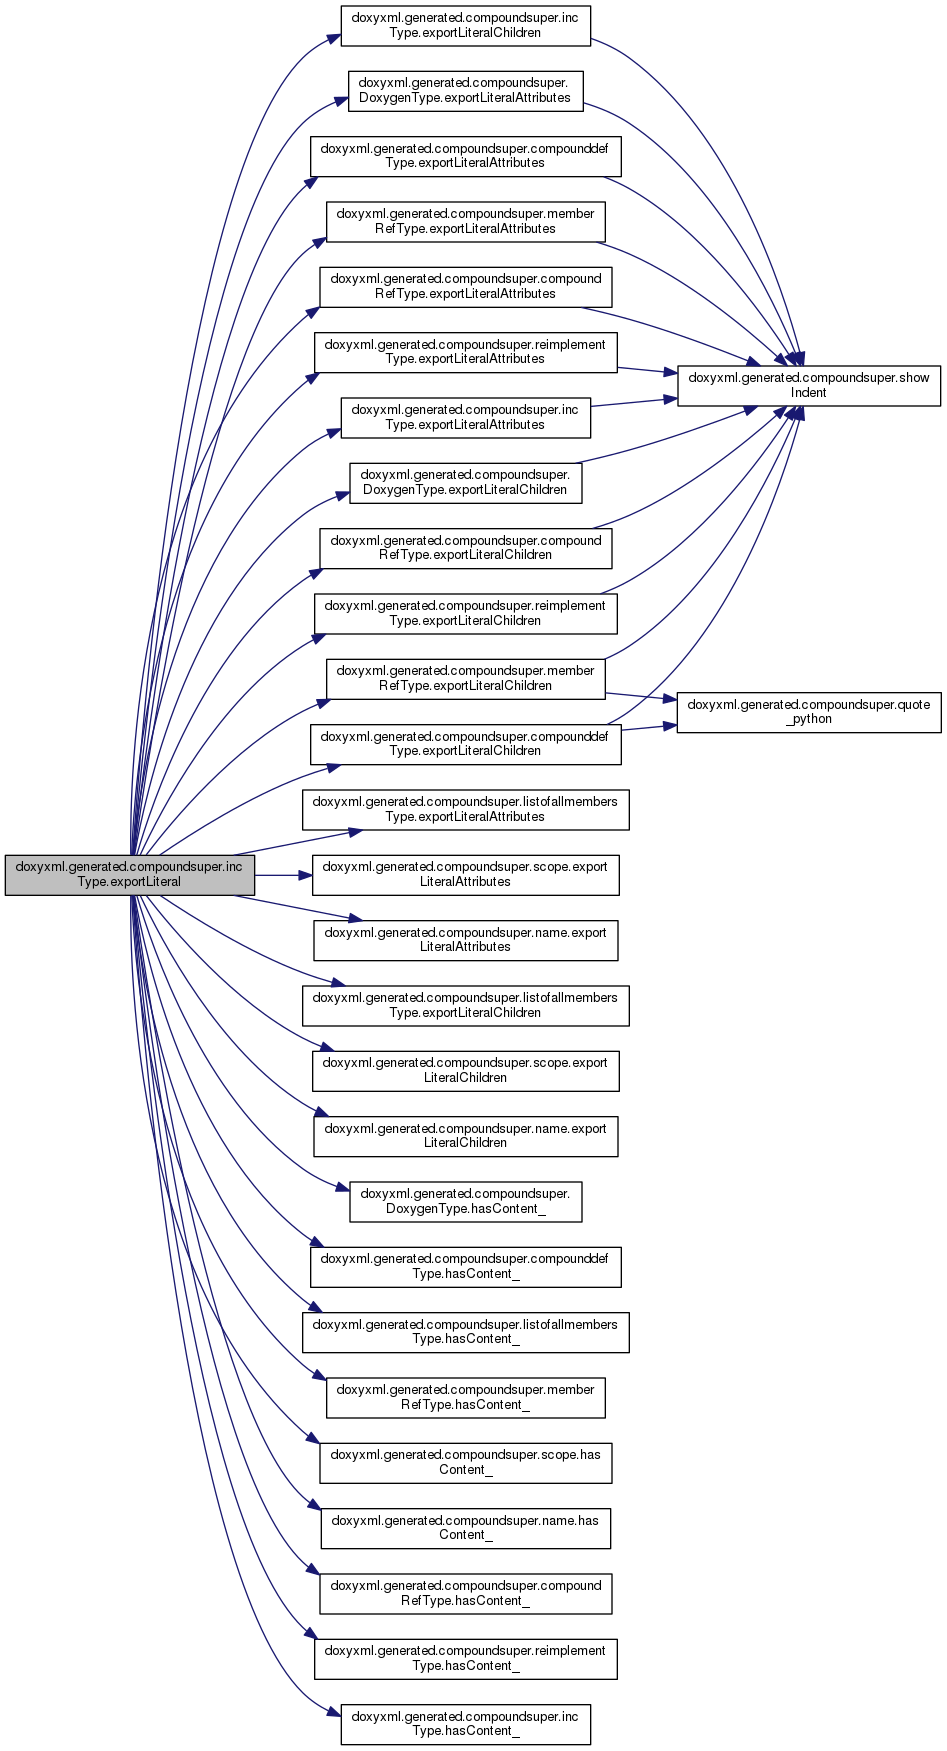 doxyxml.generated.compoundsuper.inc
Type.exportLiteralChildren
doxyxml.generated.compoundsuper.
DoxygenType.exportLiteralAttributes
doxyxml.generated.compoundsuper.compounddef
Type.exportLiteralAttributes
doxyxml.generated.compoundsuper.member
RefType.exportLiteralAttributes
doxyxml.generated.compoundsuper.compound
RefType.exportLiteralAttributes
doxyxml.generated.compoundsuper.reimplement
Type.exportLiteralAttributes
doxyxml.generated.compoundsuper.show
Indent
doxyxml.generated.compoundsuper.inc
Type.exportLiteralAttributes
doxyxml.generated.compoundsuper.
DoxygenType.exportLiteralChildren
doxyxml.generated.compoundsuper.compound
RefType.exportLiteralChildren
doxyxml.generated.compoundsuper.reimplement
Type.exportLiteralChildren
doxyxml.generated.compoundsuper.member
RefType.exportLiteralChildren
doxyxml.generated.compoundsuper.quote
_python
doxyxml.generated.compoundsuper.compounddef
Type.exportLiteralChildren
doxyxml.generated.compoundsuper.listofallmembers
Type.exportLiteralAttributes
doxyxml.generated.compoundsuper.inc
Type.exportLiteral
doxyxml.generated.compoundsuper.scope.export
LiteralAttributes
doxyxml.generated.compoundsuper.name.export
LiteralAttributes
doxyxml.generated.compoundsuper.listofallmembers
Type.exportLiteralChildren
doxyxml.generated.compoundsuper.scope.export
LiteralChildren
doxyxml.generated.compoundsuper.name.export
LiteralChildren
doxyxml.generated.compoundsuper.
DoxygenType.hasContent_
doxyxml.generated.compoundsuper.compounddef
Type.hasContent_
doxyxml.generated.compoundsuper.listofallmembers
Type.hasContent_
doxyxml.generated.compoundsuper.member
RefType.hasContent_
doxyxml.generated.compoundsuper.scope.has
Content_
doxyxml.generated.compoundsuper.name.has
Content_
doxyxml.generated.compoundsuper.compound
RefType.hasContent_
doxyxml.generated.compoundsuper.reimplement
Type.hasContent_
doxyxml.generated.compoundsuper.inc
Type.hasContent_